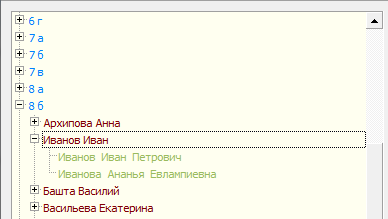 6 г
7 а
7 б
7 в
8 а
8 б
Архипова Анна
Иванов Иван
Иванов Иван Петрович
Иванова Ананья Евлампиевна
Башта Василий
Васильева Екатерина